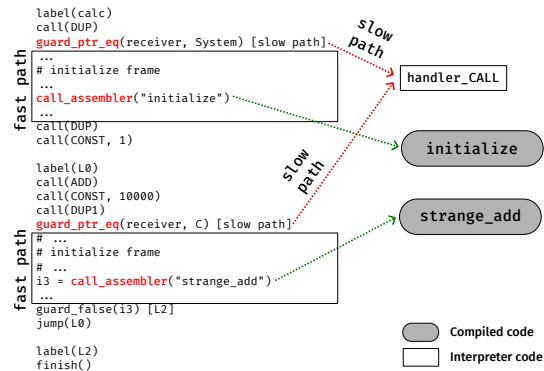 label(calc)
call(DUP)
guard_ptr_eq(receiver, System) [slow path]
...
# initialize frame
...
call_assembler("initialize")
...
call(DUP)
call(CONST, 1)
label(L0)
call(ADD)
call(CONST, 10000)
call(DUP1)
guard_ptr_eq(receiver, C) [slow path]
# ...
# initialize frame
# ...
i3 = call_assembler("strange_add")
...
guard_false(i3) [L2]
jump(L0)
label(L2)
finish()
fast path
fast path
slow
path
slow
path
handler_CALL
initialize
strange_add
Compiled code
Interpreter code